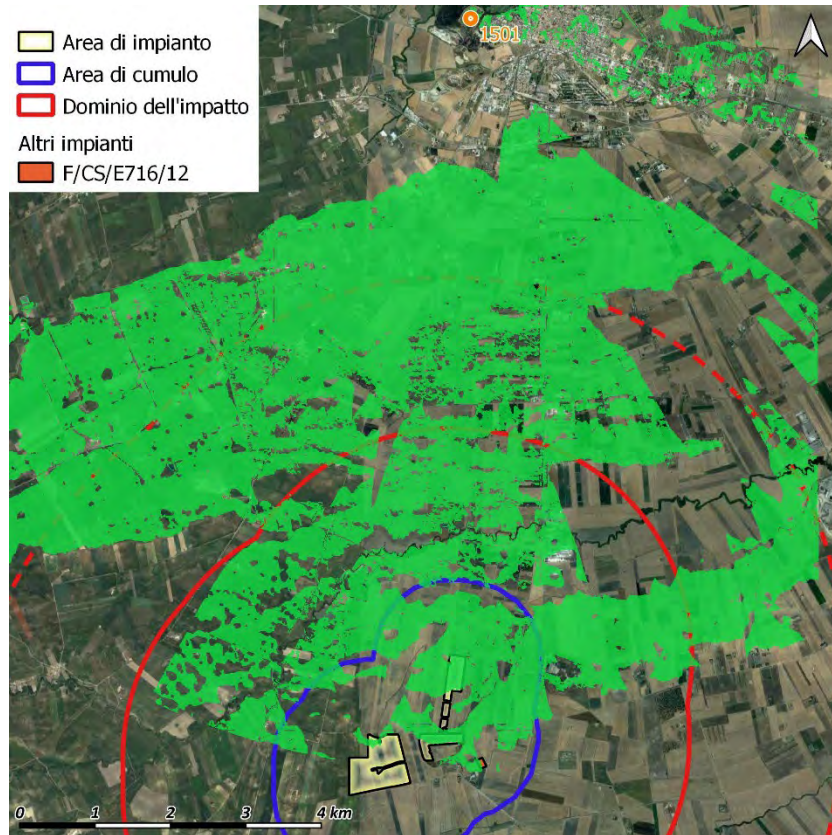 Area di impianto
Area di cumulo
Dominio dell'impatto
Altri impianti
F/CS/E716/12
1501
0 1 2 3 4 km